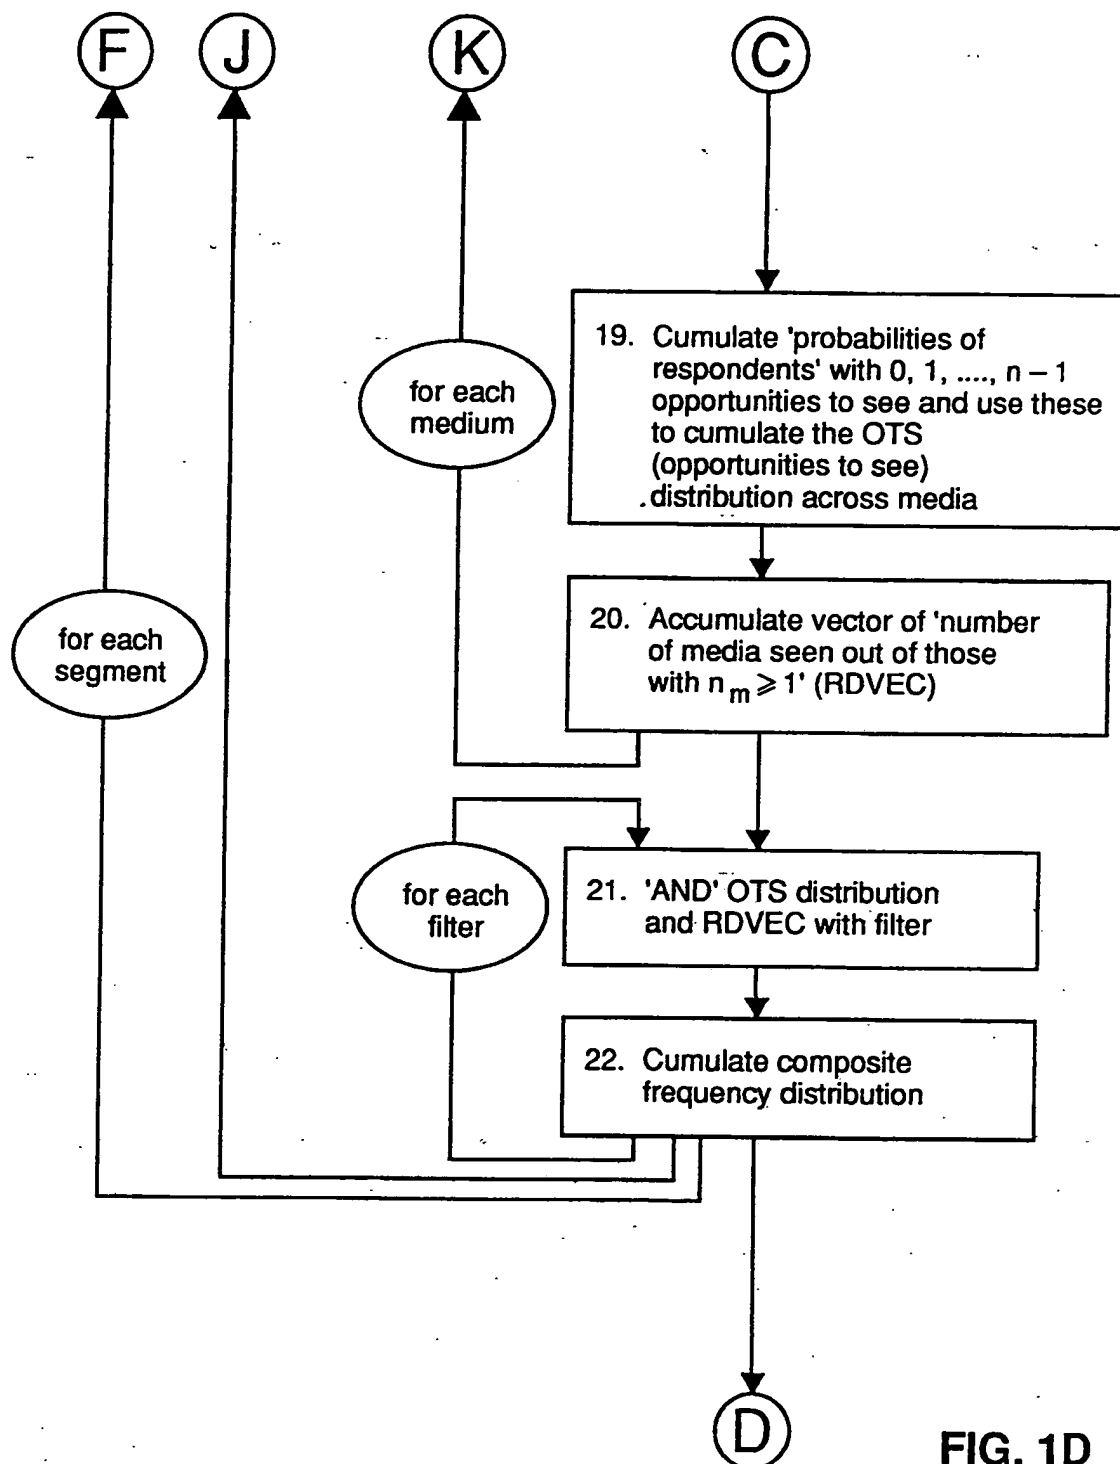 F J K C
19. Cumulate 'probabilities of
respondents' with 0, 1, ...., n – 1
opportunities to see and use these
to cumulate the OTS
(opportunities to see)
distribution across media
for each
medium
20. Accumulate vector of 'number
of media seen out of those
with n m ⩾ 1' (RDVEC)
for each
segment
21. 'AND' OTS distribution
and RDVEC with filter
for each
filter
22. Cumulate composite
frequency distribution
D
FIG. 1D